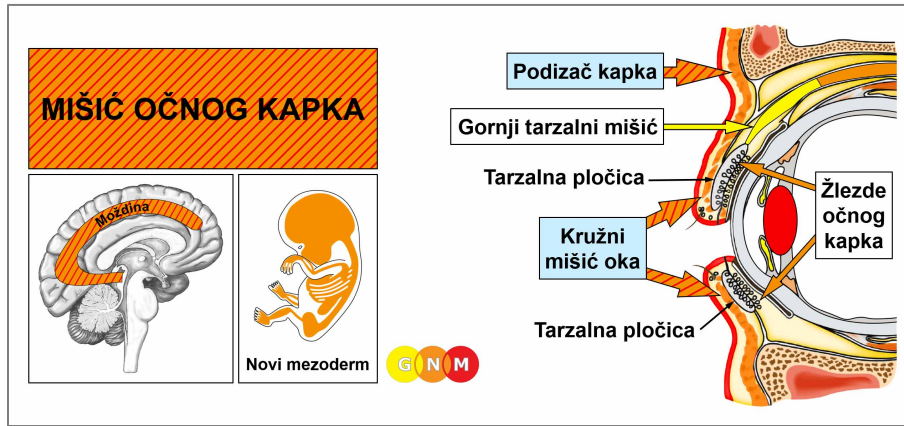 MIŠIĆ OČNOG KAPKA
Moždina
Novi mezoderm
G N M
Podizač kapka
Gornji tarzalni mišić
Tarzalna pločica
Žlezde
očnog
kapka
Kružni
mišić oka
Tarzalna pločica